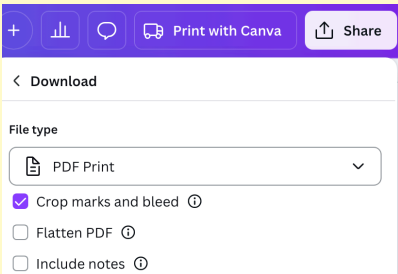 Print with Canva
Share
Download
File type
PDF Print
Crop marks and bleed
Flatten PDF
Include notes